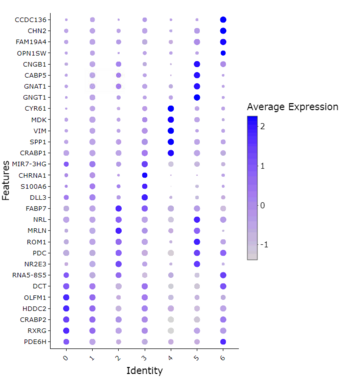 CCDC136
CHN2
FAM19A4
OPN1SW
CNGB1
CABP5
GNAT1
GNGT1
CYR61
MDK
VIM
SPP1
CRABP1
MIR7-3HG
CHRNA1
S100A6
DLL3
FABP7
NRL
MRLN
ROM1
PDC
NR2E3
RNA5-8S5
DCT
OLFM1
HDDC2
CRABP2
RXRG
PDE6H
Features
0 1 2 3 4 5 6
Identity
Average Expression
2
1
0
-1